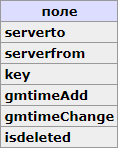 поле
serverto
serverfrom
key
gmtimeAdd
gmtimeChange
isdeleted